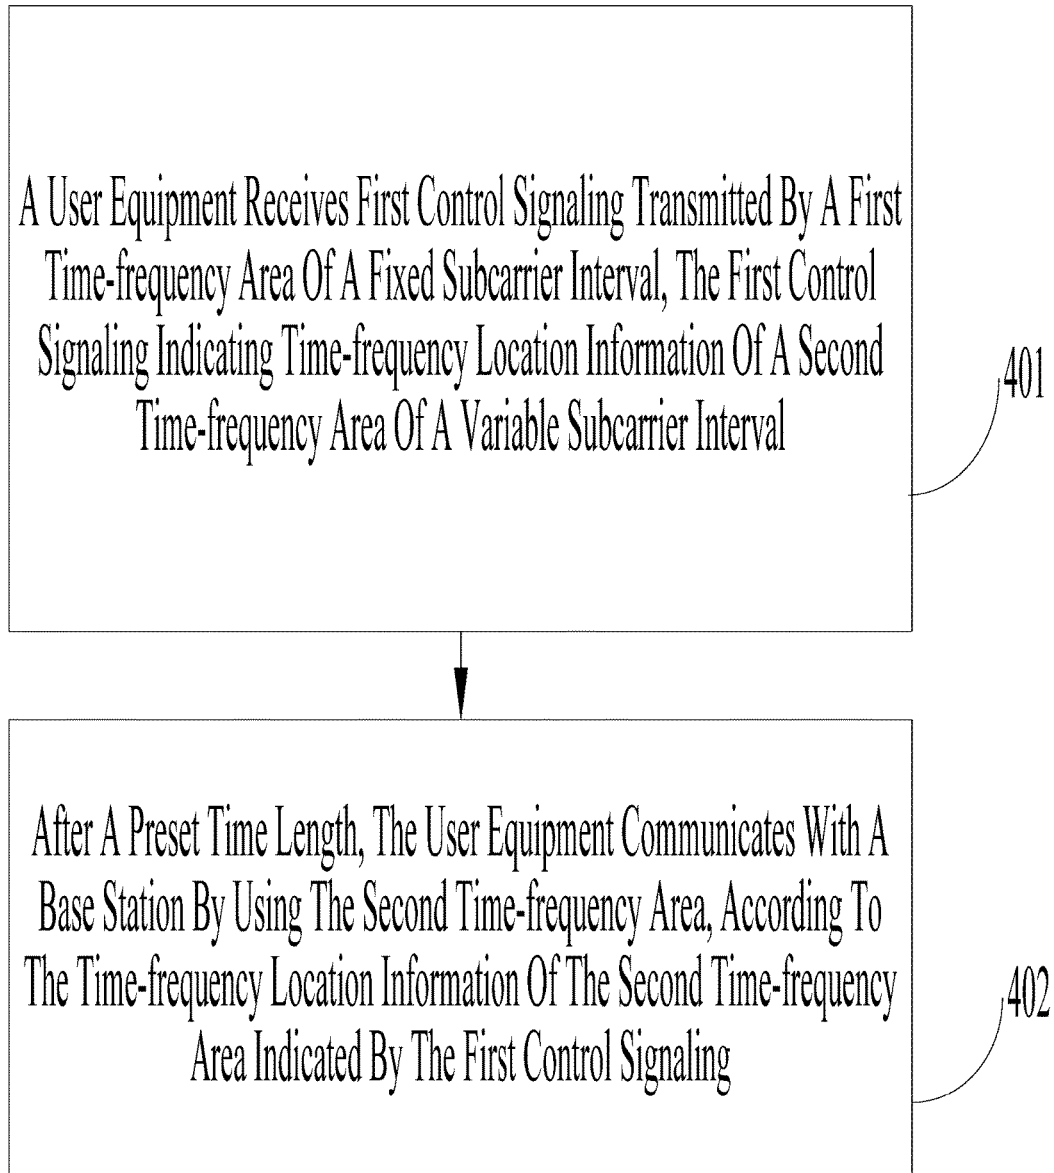 A User Equipment Receives First Control Signaling Transmitted By A First
Time-frequency Area Of A Fixed Subcarrier Interval, The First Control
Signaling Indicating Time-frequency Location Information Of A Second
Time-frequency Area Of A Variable Subcarrier Interval
401
After A Preset Time Length, The User Equipment Communicates With A
Base Station By Using The Second Time-frequency Area, According To
The Time-frequency Location Information Of The Second Time-frequency
Area Indicated By The First Control Signaling
402